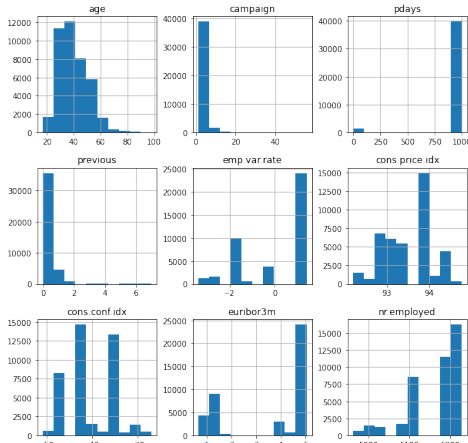 age campaign pdays
12000 40000 40000
10000 30000 30000
8000
6000 20000 20000
4000 10000 10000
2000
0 0 0
20 40 60 80 100 0 20 40 0 250 500 750 1000
previous emp.var.rate cons.price.idx
30000 25000 15000
20000 12500
20000 15000 10000
10000 7500
10000 5000
5000 2500
0 0 0
0 2 4 6 −2 0 93 94
cons.conf.idx euribor3m nr.employed
15000 25000
12500 20000 15000
10000 15000 12500
7500 10000
5000 10000 7500
2500 5000 5000
2500
0 0 0